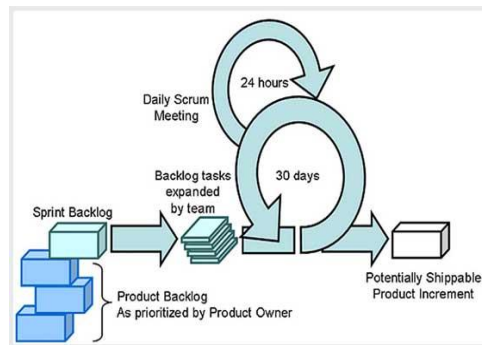 24 hours
Daily Scrum
Meeting
Backlog tasks
expanded
by team
30 days
Sprint Backlog
Potentially Shippable
Product Increment
Product Backlog
As prioritized by Product Owner